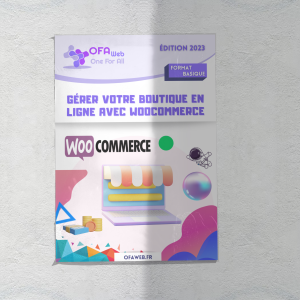 OFA Web
One For All
ÉDITION 2023
FORMAT
BASIQUE
GÉRER VOTRE BOUTIQUE EN
LIGNE AVEC WOOCOMMERCE
WOO COMMERCE
OFAWEB.FR